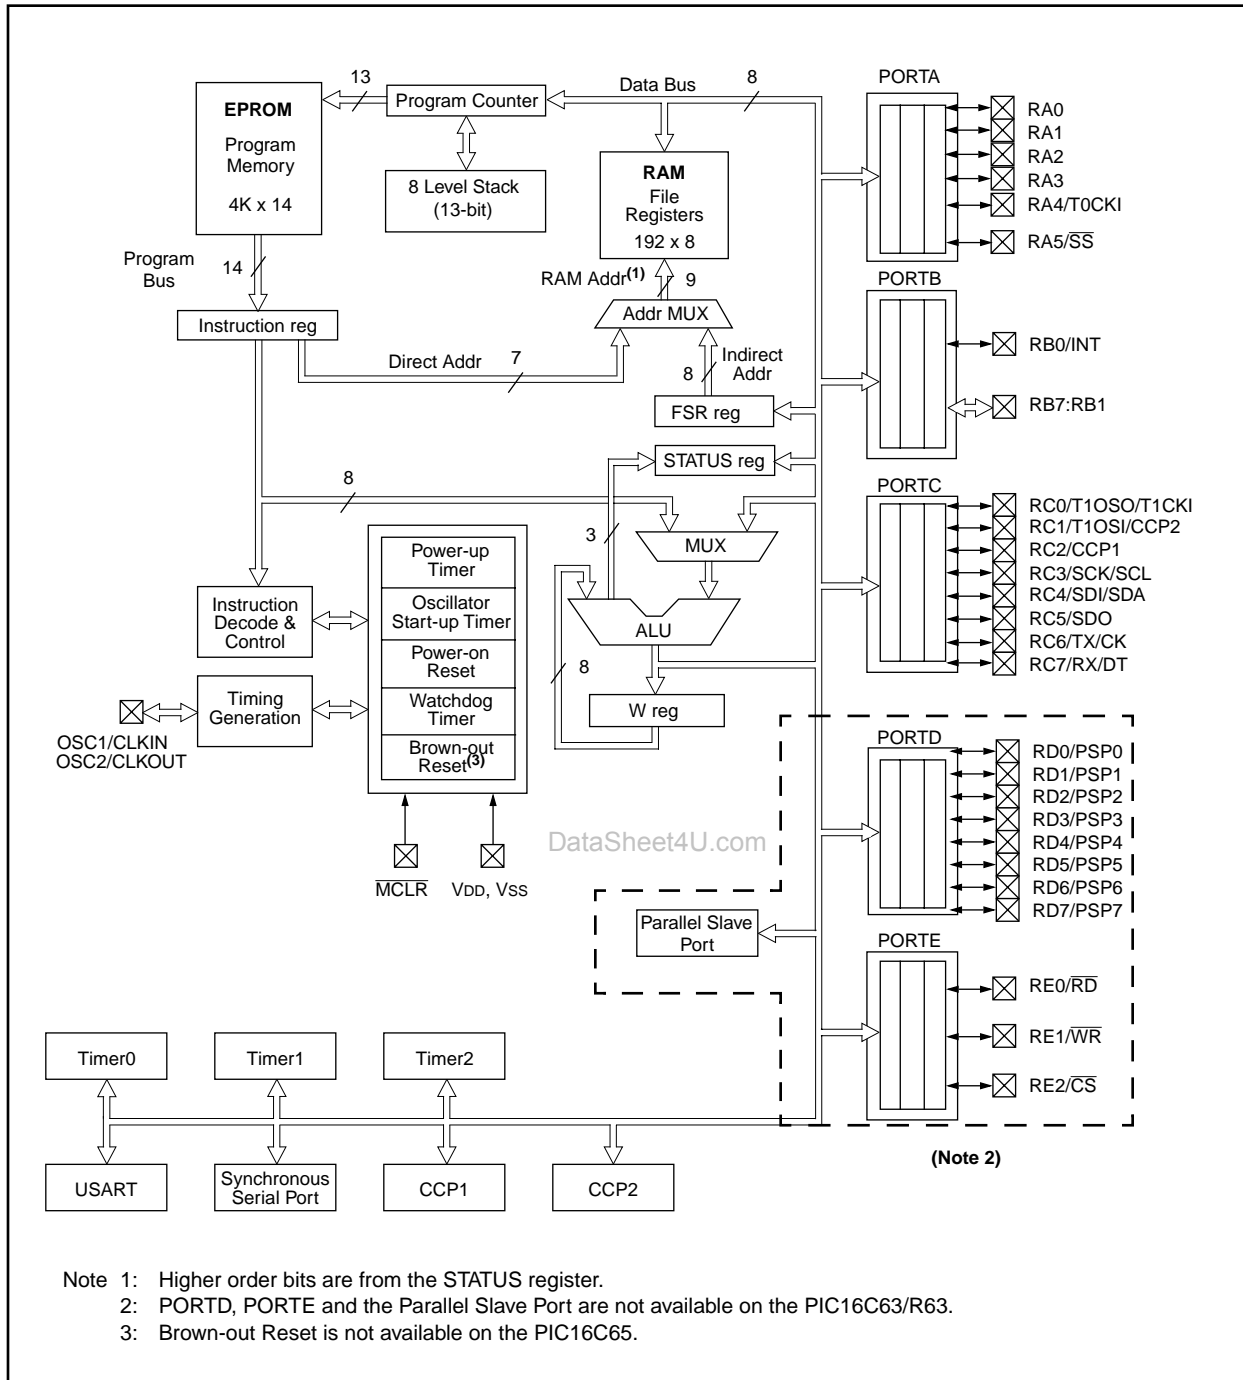 13
Data Bus
8
PORTA
EPROM
Program
Memory
4K x 14
Program Counter
8 Level Stack
(13-bit)
RAM
File
Registers
192 x 8
RA0
RA1
RA2
RA3
RA4/T0CKI
RA5/S̅S̅
Program
Bus
14
RAM Addr(1)
9
PORTB
Instruction reg
Addr MUX
RB0/INT
Direct Addr
7
8
Indirect
Addr
FSR reg
RB7:RB1
STATUS reg
8
3
MUX
PORTC
RC0/T1OSO/T1CKI
RC1/T1OSI/CCP2
RC2/CCP1
RC3/SCK/SCL
RC4/SDI/SDA
RC5/SDO
RC6/TX/CK
RC7/RX/DT
Power-up
Timer
Oscillator
Start-up Timer
Power-on
Reset
Watchdog
Timer
Brown-out
Reset(3)
Instruction
Decode &
Control
ALU
8
W reg
Timing
Generation
OSC1/CLKIN
OSC2/CLKOUT
M̅C̅L̅R̅
VDD, VSS
DataSheet4U.com
PORTD
RD0/PSP0
RD1/PSP1
RD2/PSP2
RD3/PSP3
RD4/PSP4
RD5/PSP5
RD6/PSP6
RD7/PSP7
Parallel Slave
Port
PORTE
RE0/R̅D̅
RE1/W̅R̅
RE2/C̅S̅
(Note 2)
Timer0
Timer1
Timer2
USART
Synchronous
Serial Port
CCP1
CCP2
Note 1: Higher order bits are from the STATUS register.
2: PORTD, PORTE and the Parallel Slave Port are not available on the PIC16C63/R63.
3: Brown-out Reset is not available on the PIC16C65.